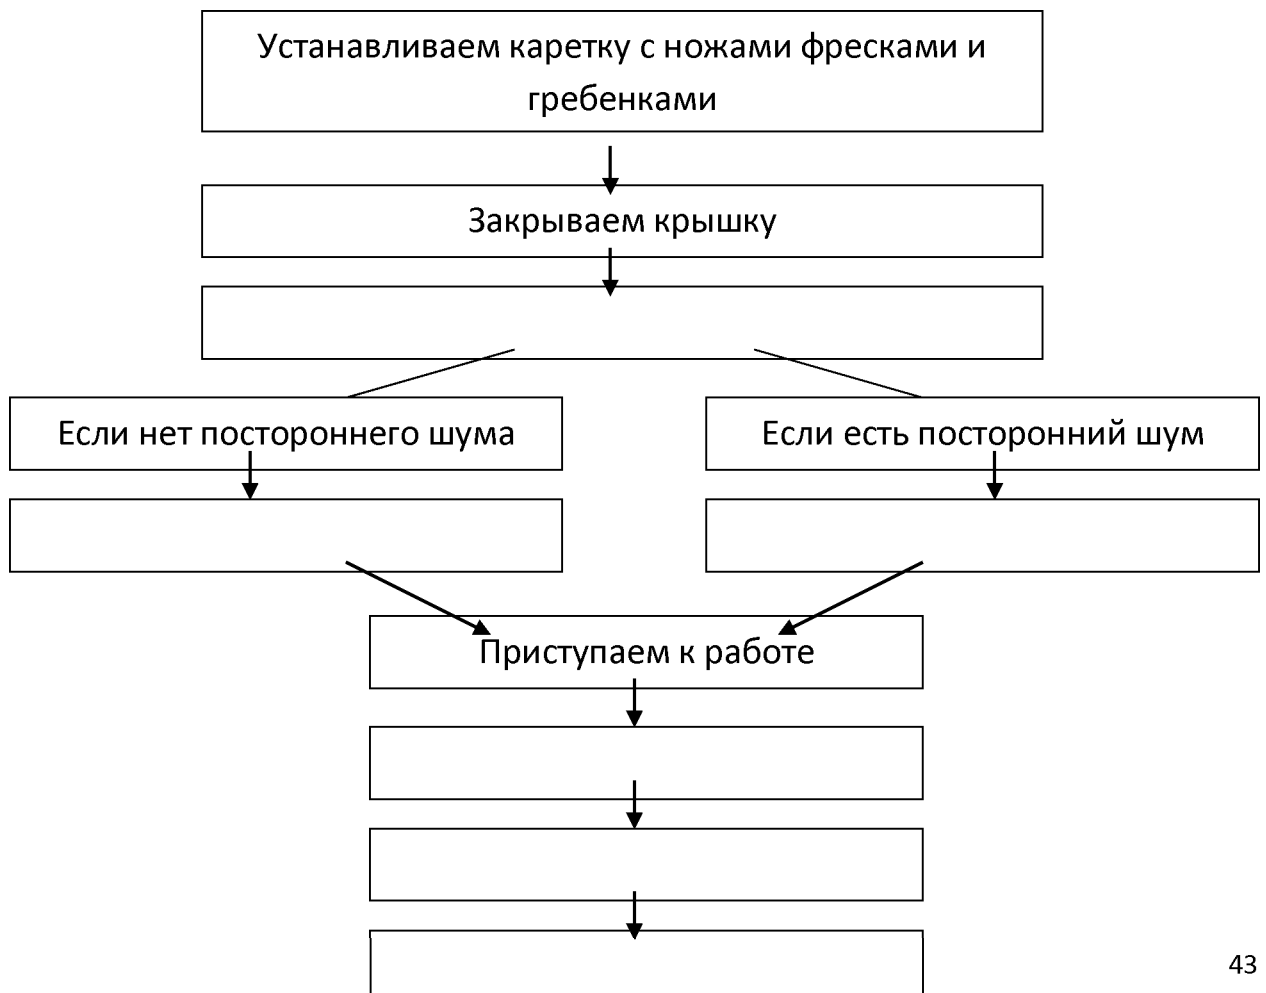 Устанавливаем каретку с ножами фресками и
гребенками
Закрываем крышку
Если нет постороннего шума
Если есть посторонний шум
Приступаем к работе
43